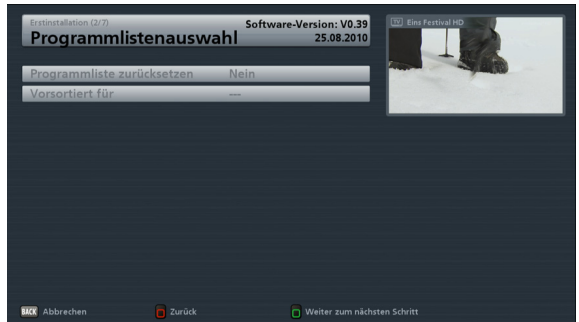 Erstinstallation (2/7)
Programmlistenauswahl
Software-Version: V0.39
25.08.2010
TV Eins Festival HD
Programmliste zurücksetzen Nein
Vorsortiert für ---
BACK Abbrechen Zurück Weiter zum nächsten Schritt